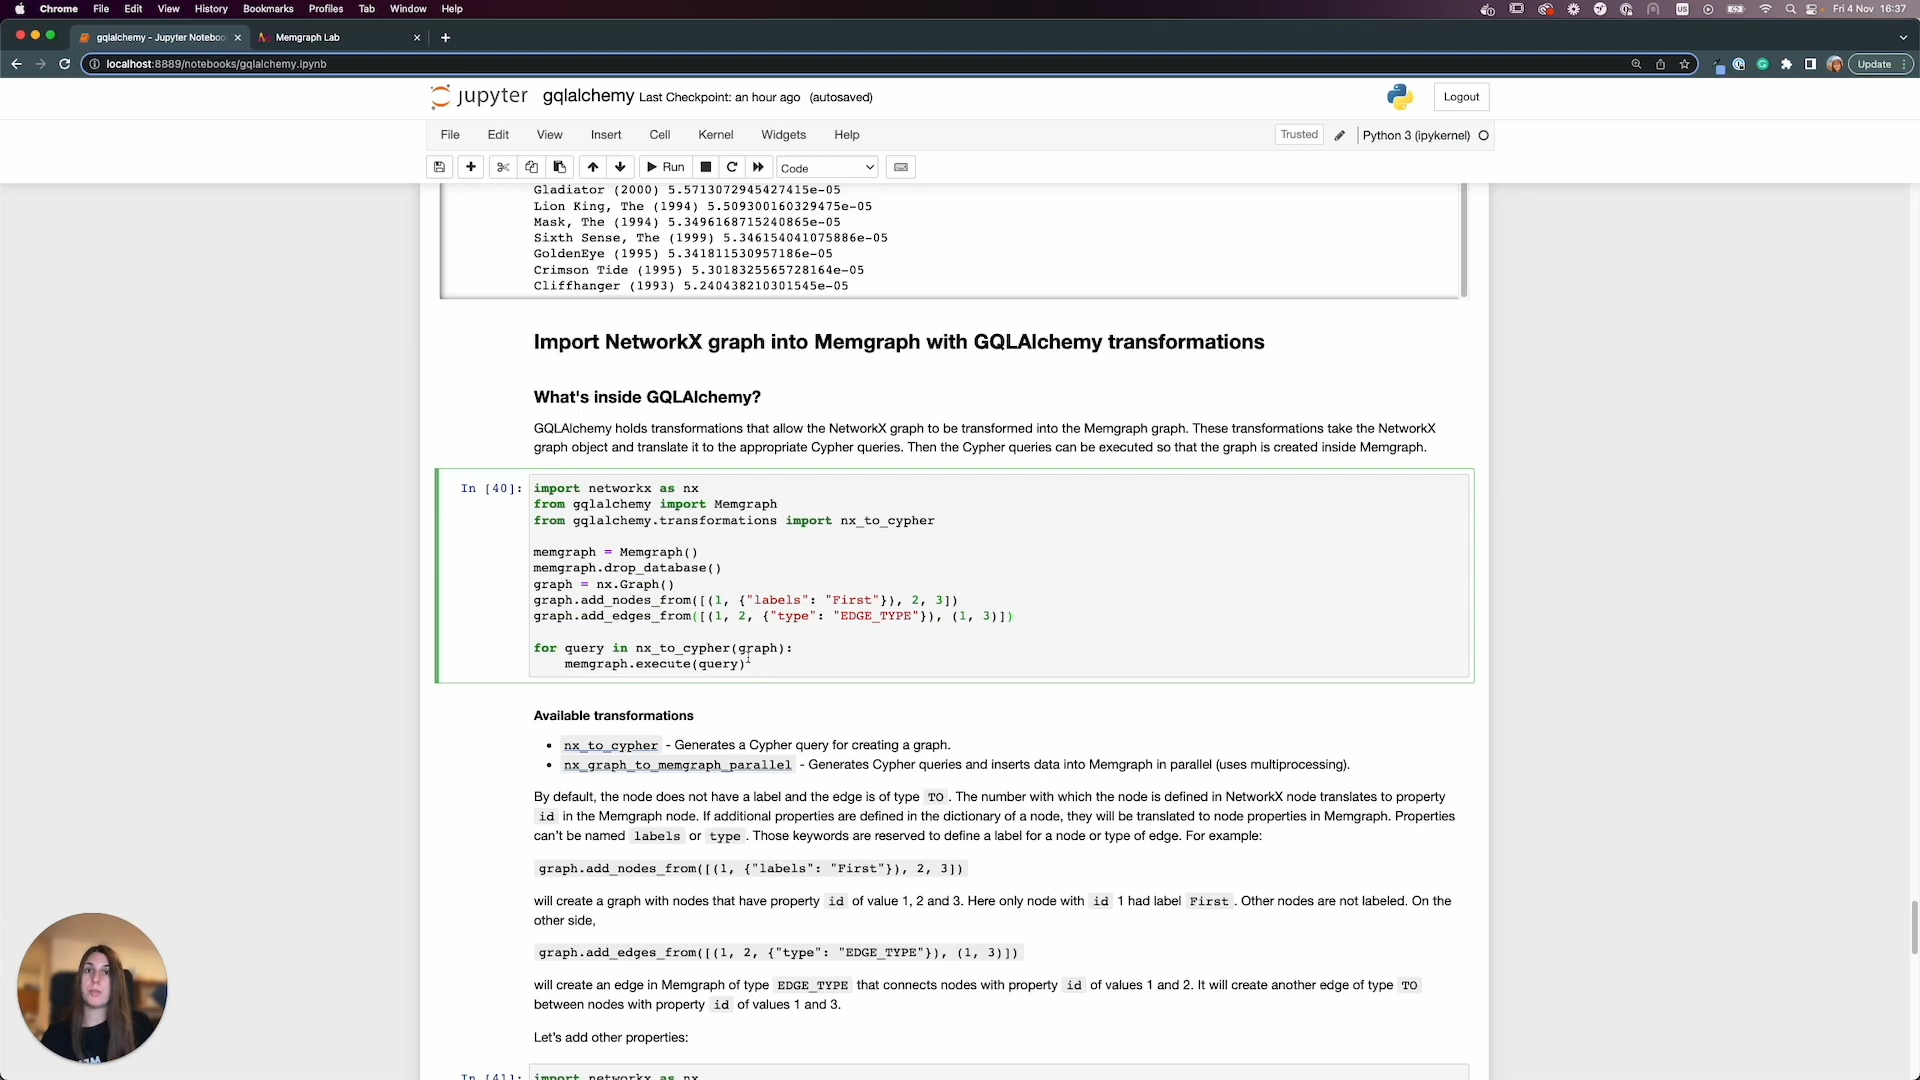 Chrome File Edit View History Bookmarks Profiles Tab Window Help
US
Fri 4 Nov 16:37
gqlalchemy - Jupyter Noteboo
Memgraph Lab
localhost:8889/notebooks/gqlalchemy.ipynb
Update
jupyter gqlalchemy Last Checkpoint: an hour ago (autosaved)
Logout
File Edit View Insert Cell Kernel Widgets Help
Trusted
Python 3 (ipykernel)
Run
Code
Gladiator (2000) 5.5713072945427415e-05
Lion King, The (1994) 5.509300160329475e-05
Mask, The (1994) 5.3496168715240865e-05
Sixth Sense, The (1999) 5.346154041075886e-05
GoldenEye (1995) 5.341811530957186e-05
Crimson Tide (1995) 5.3018325565728164e-05
Cliffhanger (1993) 5.240438210301545e-05
Import NetworkX graph into Memgraph with GQLAlchemy transformations
What's inside GQLAlchemy?
GQLAlchemy holds transformations that allow the NetworkX graph to be transformed into the Memgraph graph. These transformations take the NetworkX
graph object and translate it to the appropriate Cypher queries. Then the Cypher queries can be executed so that the graph is created inside Memgraph.
In [40]:
import networkx as nx
from gqlalchemy import Memgraph
from gqlalchemy.transformations import nx_to_cypher
memgraph = Memgraph()
memgraph.drop_database()
graph = nx.Graph()
graph.add_nodes_from([(1, {"labels": "First"}), 2, 3])
graph.add_edges_from([(1, 2, {"type": "EDGE_TYPE"}), (1, 3)])
for query in nx_to_cypher(graph):
memgraph.execute(query)
Available transformations
• nx_to_cypher - Generates a Cypher query for creating a graph.
• nx_graph_to_memgraph_parallel - Generates Cypher queries and inserts data into Memgraph in parallel (uses multiprocessing).
By default, the node does not have a label and the edge is of type TO . The number with which the node is defined in NetworkX node translates to property
id in the Memgraph node. If additional properties are defined in the dictionary of a node, they will be translated to node properties in Memgraph. Properties
can't be named labels or type . Those keywords are reserved to define a label for a node or type of edge. For example:
graph.add_nodes_from([(1, {"labels": "First"}), 2, 3])
will create a graph with nodes that have property id of value 1, 2 and 3. Here only node with id 1 had label First . Other nodes are not labeled. On the
other side,
graph.add_edges_from([(1, 2, {"type": "EDGE_TYPE"}), (1, 3)])
will create an edge in Memgraph of type EDGE_TYPE that connects nodes with property id of values 1 and 2. It will create another edge of type TO
between nodes with property id of values 1 and 3.
Let's add other properties:
In [41]: import networkx as nx